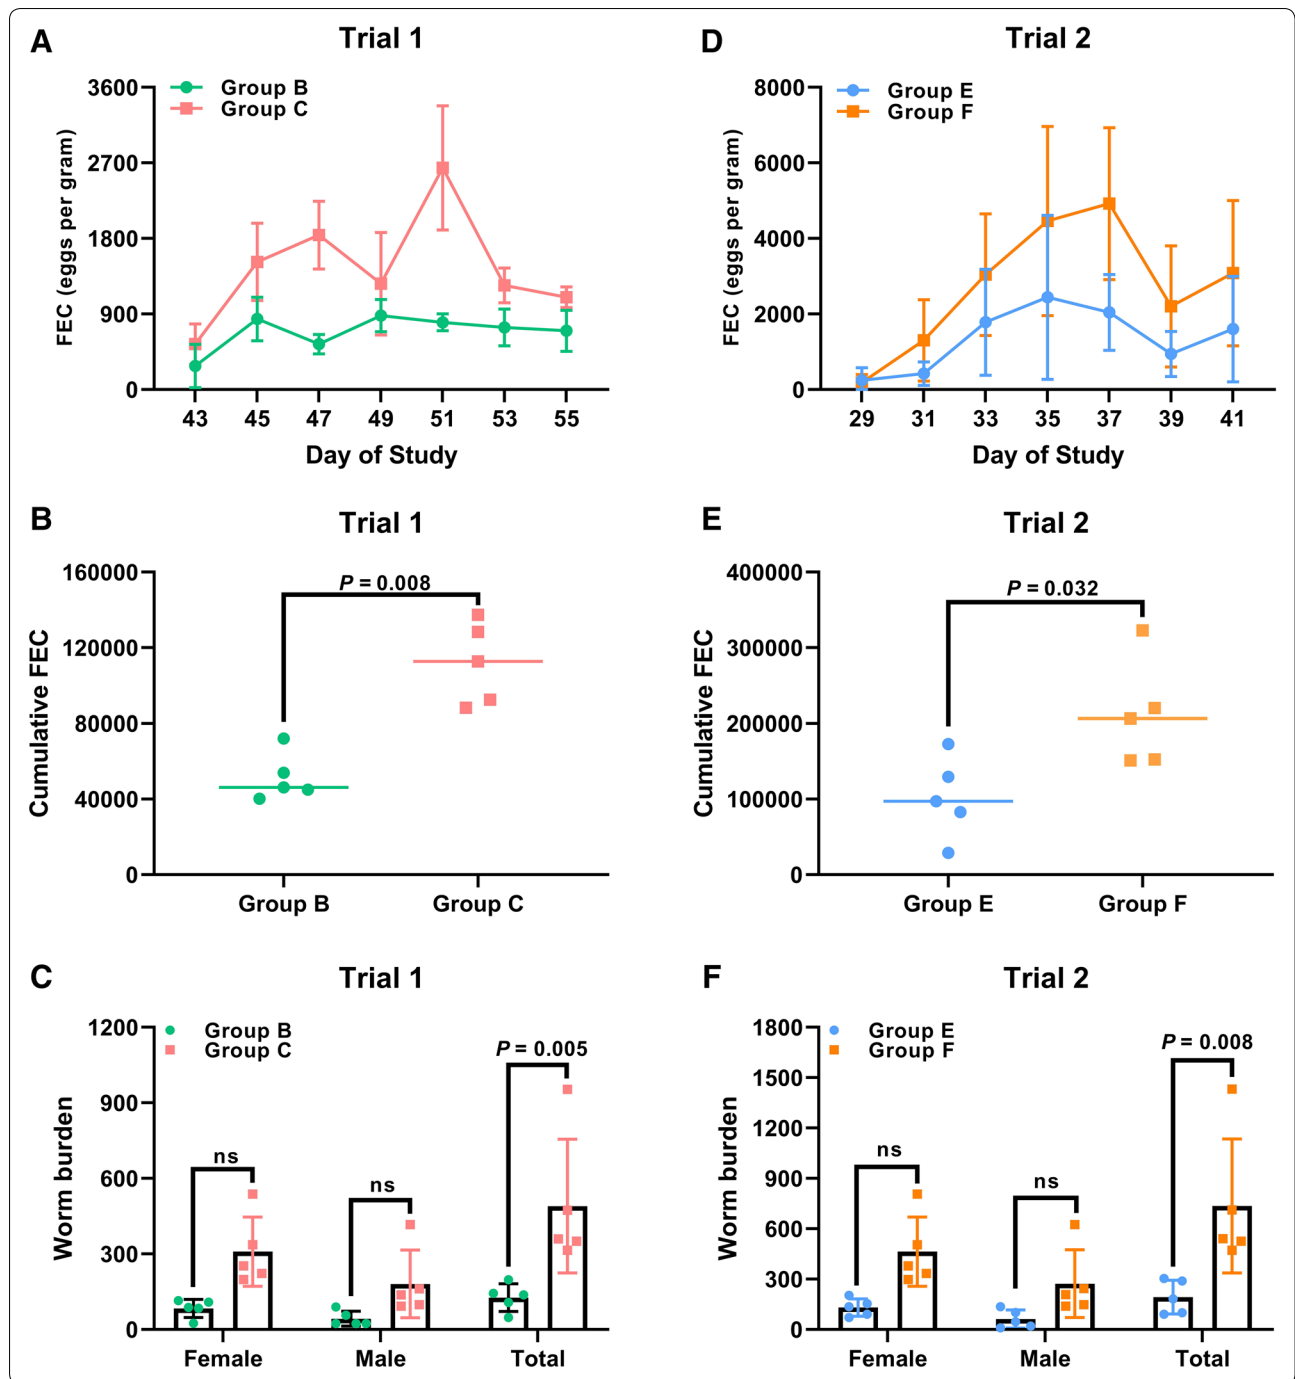 A
Trial 1
Group B
Group C
3600
2700
1800
900
0
FEC (eggs per gram)
43 45 47 49 51 53 55
Day of Study
D
Trial 2
Group E
Group F
8000
6000
4000
2000
0
FEC (eggs per gram)
29 31 33 35 37 39 41
Day of Study
B
Trial 1
P = 0.008
160000
120000
80000
40000
0
Cumulative FEC
Group B Group C
E
Trial 2
P = 0.032
400000
300000
200000
100000
0
Cumulative FEC
Group E Group F
C
Trial 1
Group B
Group C
1200
900
600
300
0
Worm burden
ns
ns
P = 0.005
Female Male Total
F
Trial 2
Group E
Group F
1800
1500
1200
900
600
300
0
Worm burden
ns
ns
P = 0.008
Female Male Total